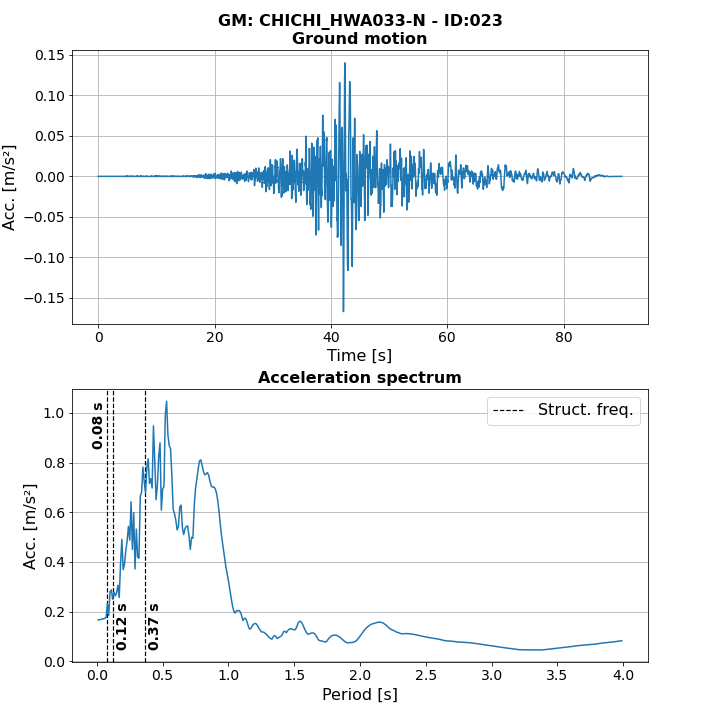 GM: CHICHI_HWA033-N - ID:023
Ground motion
0.15
0.10
0.05
0.00
−0.05
−0.10
−0.15
Acc. [m/s²]
0 20 40 60 80
Time [s]
Acceleration spectrum
1.0
0.8
0.6
0.4
0.2
0.0
Acc. [m/s²]
0.08 s
0.12 s
0.37 s
Struct. freq.
0.0 0.5 1.0 1.5 2.0 2.5 3.0 3.5 4.0
Period [s]